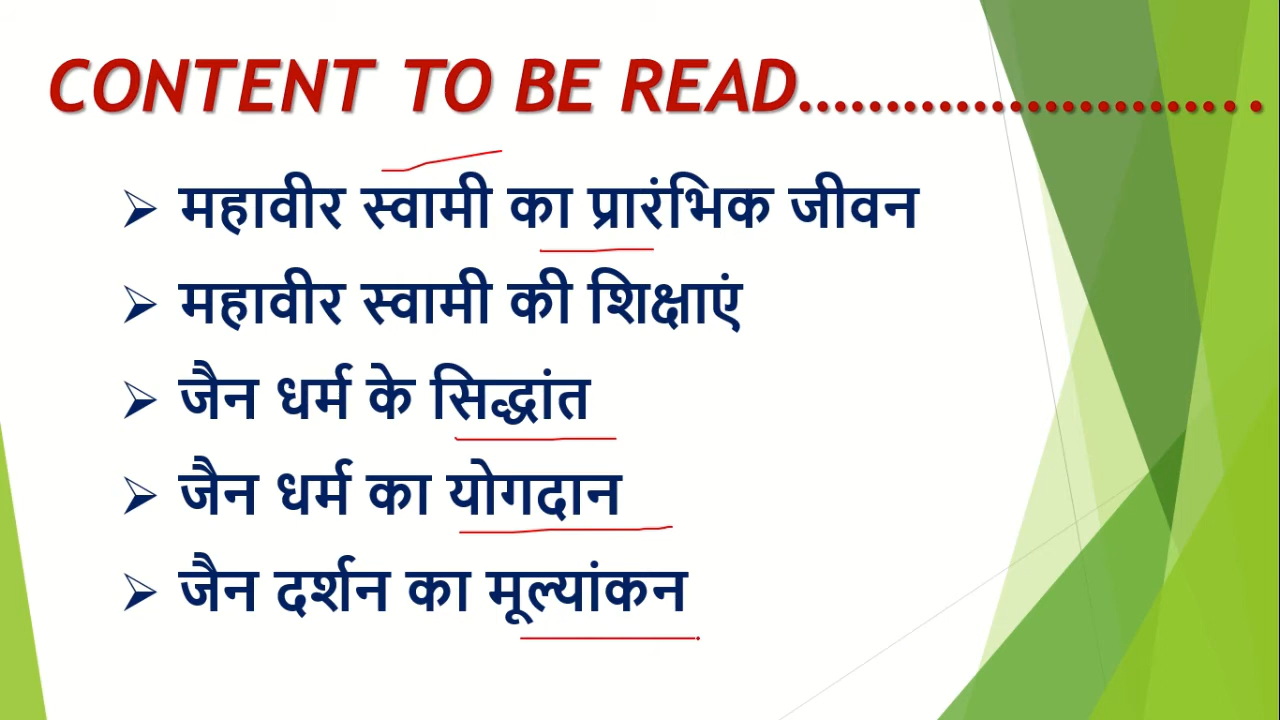 CONTENT TO BE READ..........................
➢ महावीर स्वामी का प्रारंभिक जीवन
➢ महावीर स्वामी की शिक्षाएं
➢ जैन धर्म के सिद्धांत
➢ जैन धर्म का योगदान
➢ जैन दर्शन का मूल्यांकन